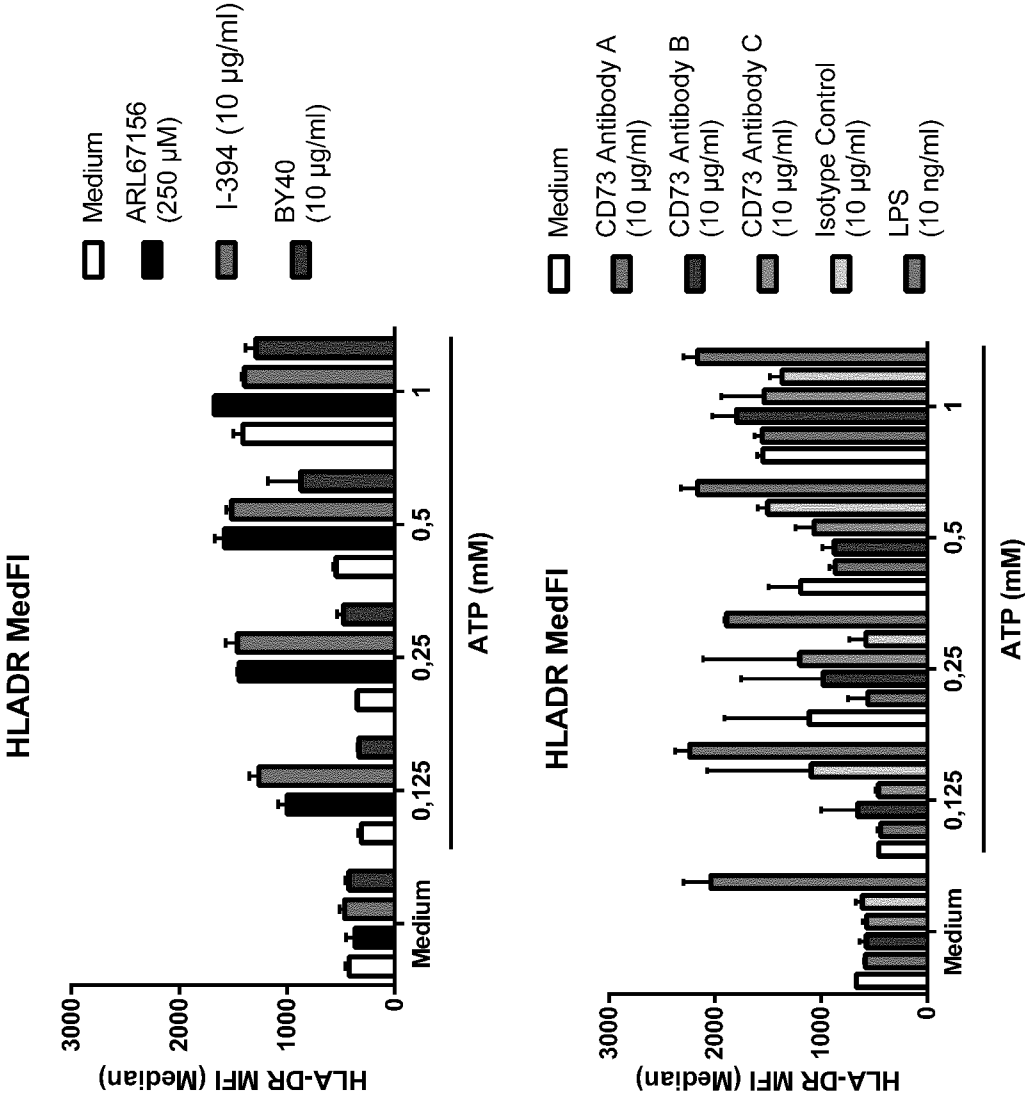 HLADR MedFI
HLA-DR MFI (Median)
3000
2000
1000
0
Medium
0,125
0,25
0,5
1
ATP (mM)
Medium
ARL67156
(250 µM)
I-394 (10 µg/ml)
BY40
(10 µg/ml)
HLADR MedFI
HLA-DR MFI (Median)
3000
2000
1000
0
Medium
0,125
0,25
0,5
1
ATP (mM)
Medium
CD73 Antibody A
(10 µg/ml)
CD73 Antibody B
(10 µg/ml)
CD73 Antibody C
(10 µg/ml)
Isotype Control
(10 µg/ml)
LPS
(10 ng/ml)